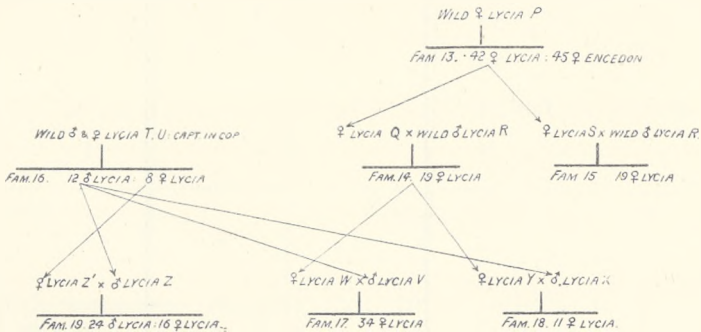 WILD ♀ LYCIA P
FAM 13. - 42 ♀ LYCIA : 45 ♀ ENCEDON
WILD ♂ & ♀ LYCIA T. U: CAPT. IN COP.
♀ LYCIA Q × WILD ♂ LYCIA R
♀ LYCIA S × WILD ♂ LYCIA R.
FAM. 16. 12 ♂ LYCIA: 8 ♀ LYCIA
FAM. 14. 19 ♀ LYCIA
FAM 15 19 ♀ LYCIA
♀ LYCIA Z' × ♂ LYCIA Z
♀ LYCIA W × ♂ LYCIA V
♀ LYCIA Y × ♂ LYCIA X
FAM. 19. 24 ♂ LYCIA: 16 ♀ LYCIA
FAM. 17. 34 ♀ LYCIA
FAM. 18. 11 ♀ LYCIA.